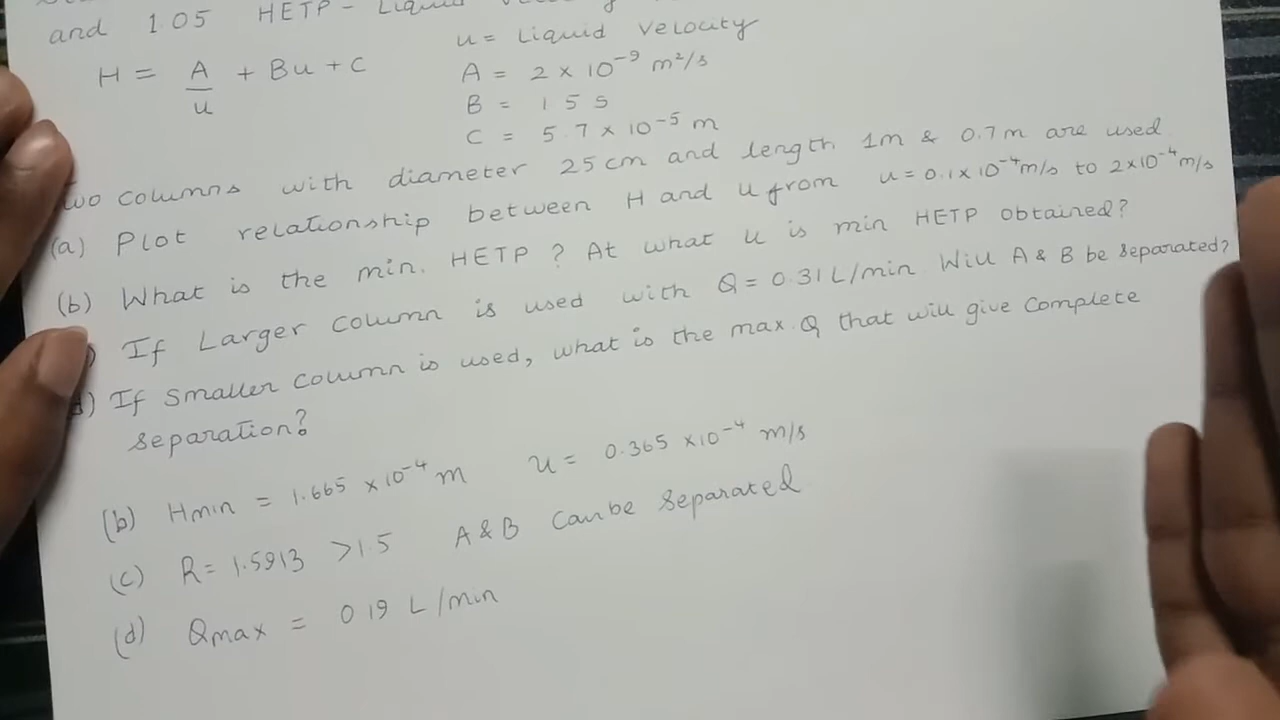 and 1.05 HETP - Liquid
H = A/u + Bu + C
u = Liquid Velocity
A = 2 × 10⁻⁹ m²/s
B = 1.5 s
C = 5.7 × 10⁻⁵ m
Two columns with diameter 25 cm and length 1m & 0.7 m are used
(a) Plot relationship between H and u from u = 0.1×10⁻⁴ m/s to 2×10⁻⁴ m/s
(b) What is the min. HETP ? At what u is min HETP obtained?
) If Larger column is used with Q = 0.31 L/min Will A & B be separated?
d) If smaller column is used, what is the max. Q that will give complete
separation?
(b) Hmin = 1.665 × 10⁻⁴ m u = 0.365 × 10⁻⁴ m/s
(c) R = 1.5913 > 1.5 A & B can be separated
(d) Qmax = 0.19 L/min